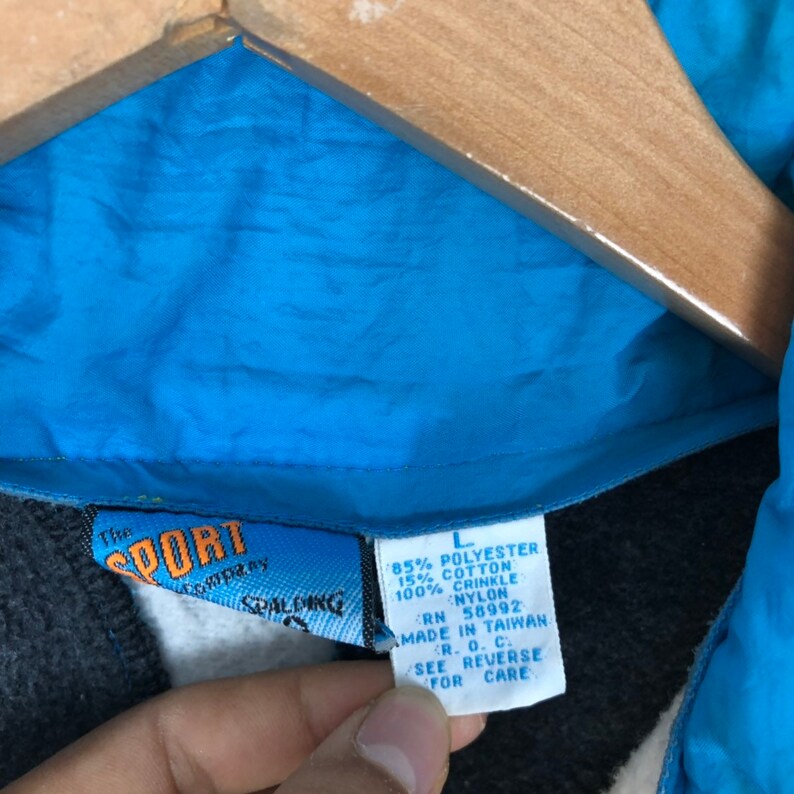 The
SPORT
Company
SPALDING
L
85% POLYESTER
15% COTTON
100% CRINKLE
NYLON
RN 58992
MADE IN TAIWAN
R. O. C.
SEE REVERSE
FOR CARE